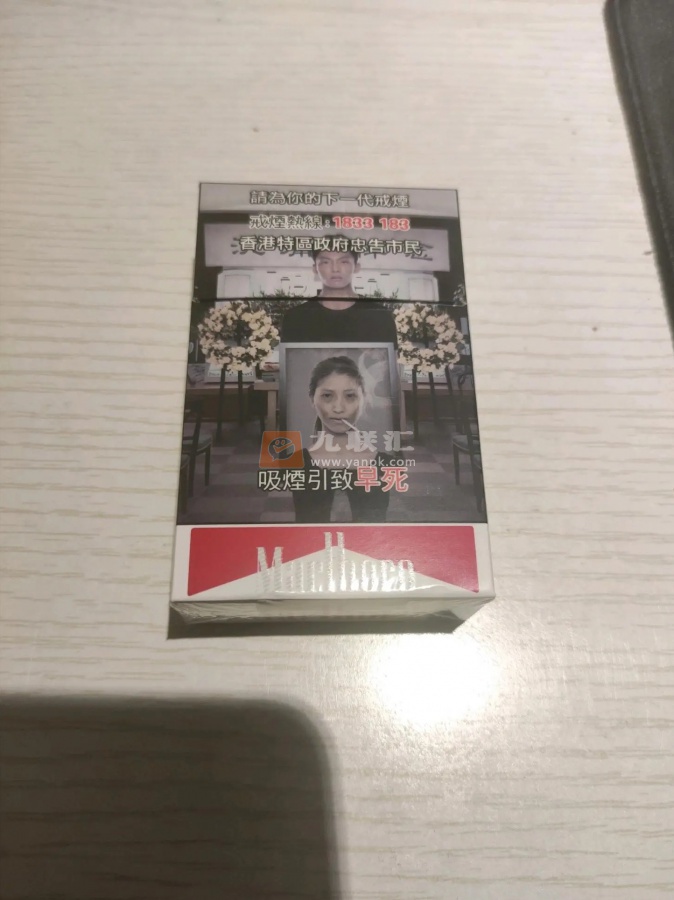 請為你的下一代戒煙
戒煙熱線：1833 183
香港特區政府忠告市民
九联汇
www.yanpk.com
吸煙引致早死
Marlboro